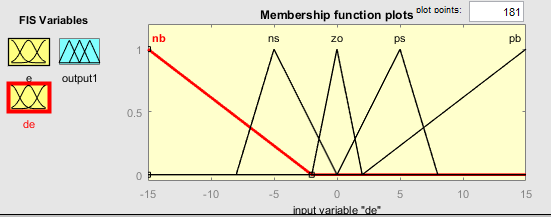 FIS Variables
Membership function plots
plot points:
181
e
output1
de
nb
ns
zo
ps
pb
1
0.5
0
-15
-10
-5
0
5
10
15
input variable "de"